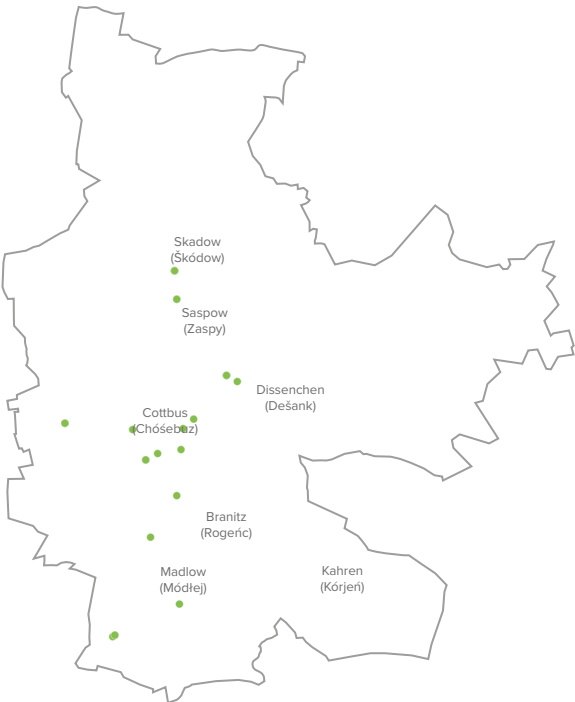 Skadow
(Škódow)
Saspow
(Zaspy)
Dissenchen
(Dešank)
Cottbus
(Chóśebuz)
Branitz
(Rogeńc)
Madlow
(Módłej)
Kahren
(Kórjeń)